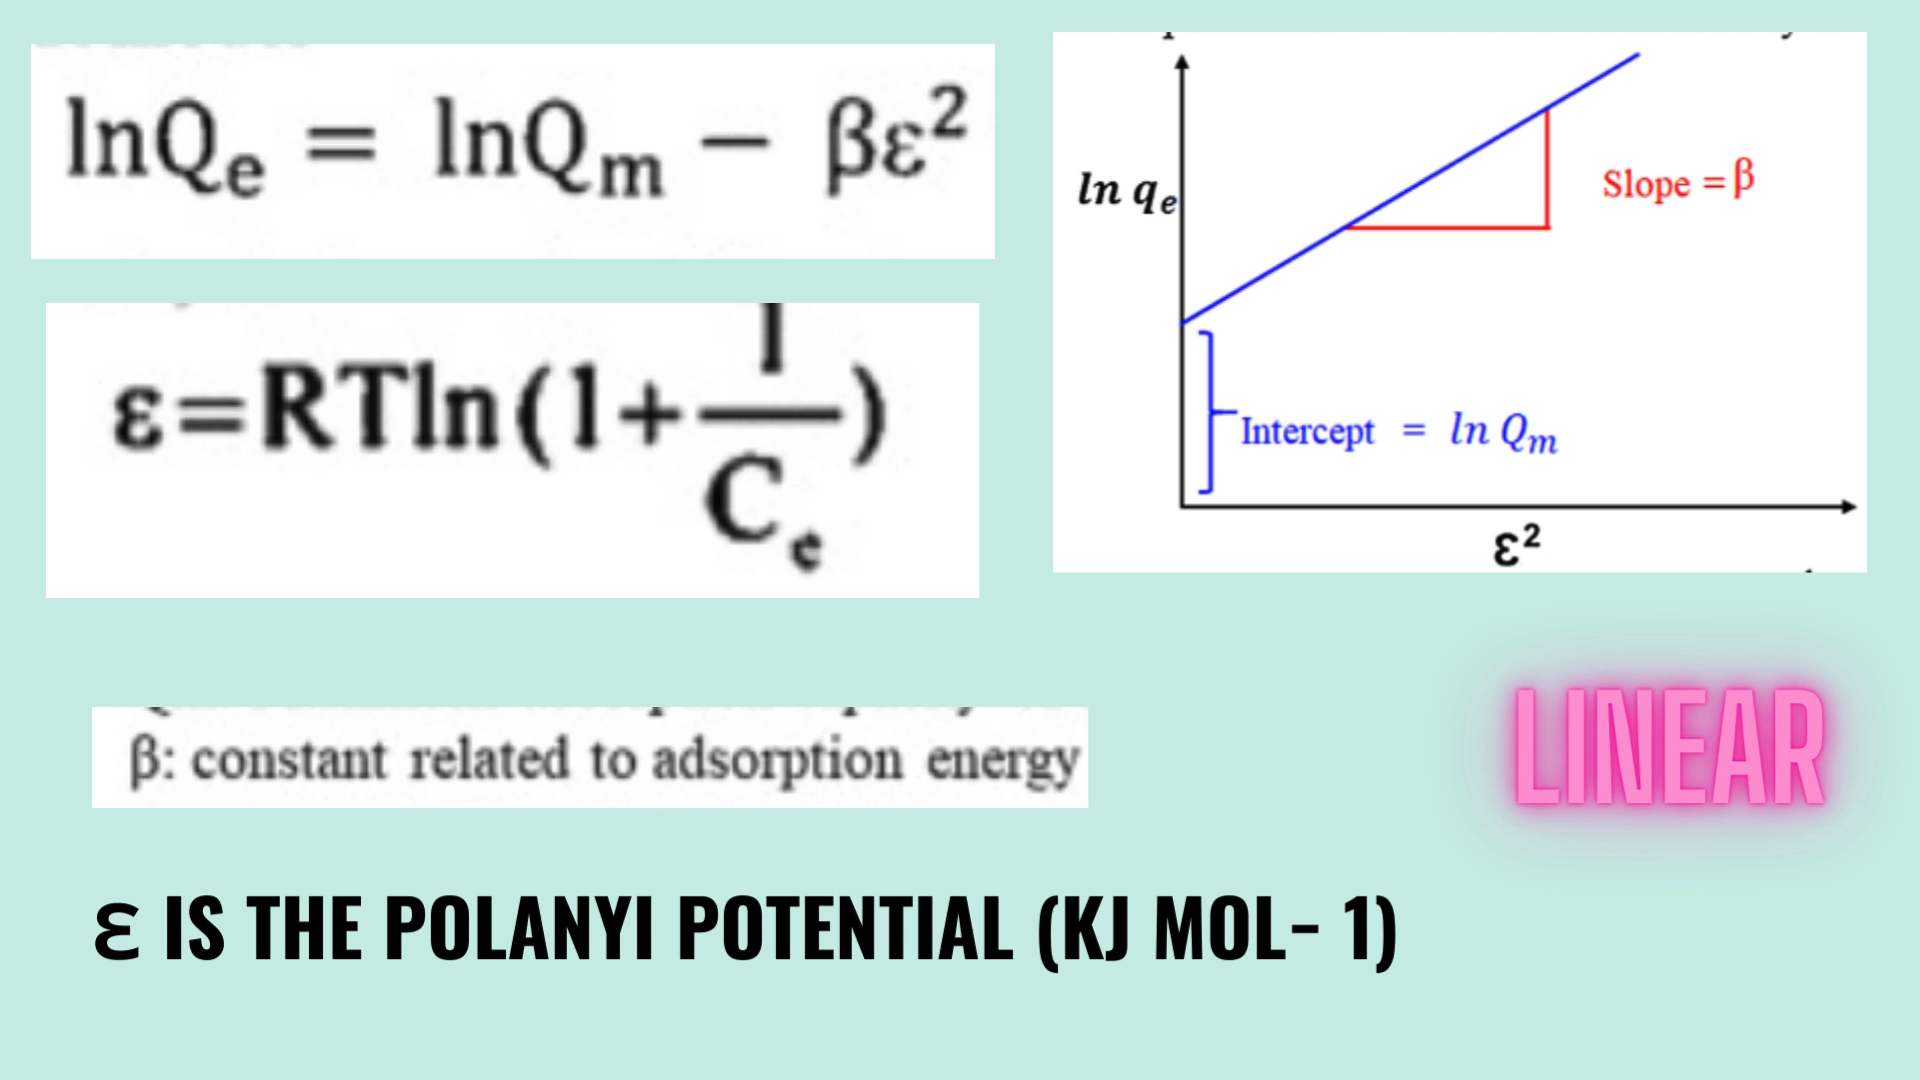 lnQₑ = lnQₘ − βε²
ε=RTln(1+1/Cₑ)
β: constant related to adsorption energy
ε IS THE POLANYI POTENTIAL (KJ MOL- 1)
ln qₑ
Slope = β
Intercept = ln Qₘ
ε²
LINEAR